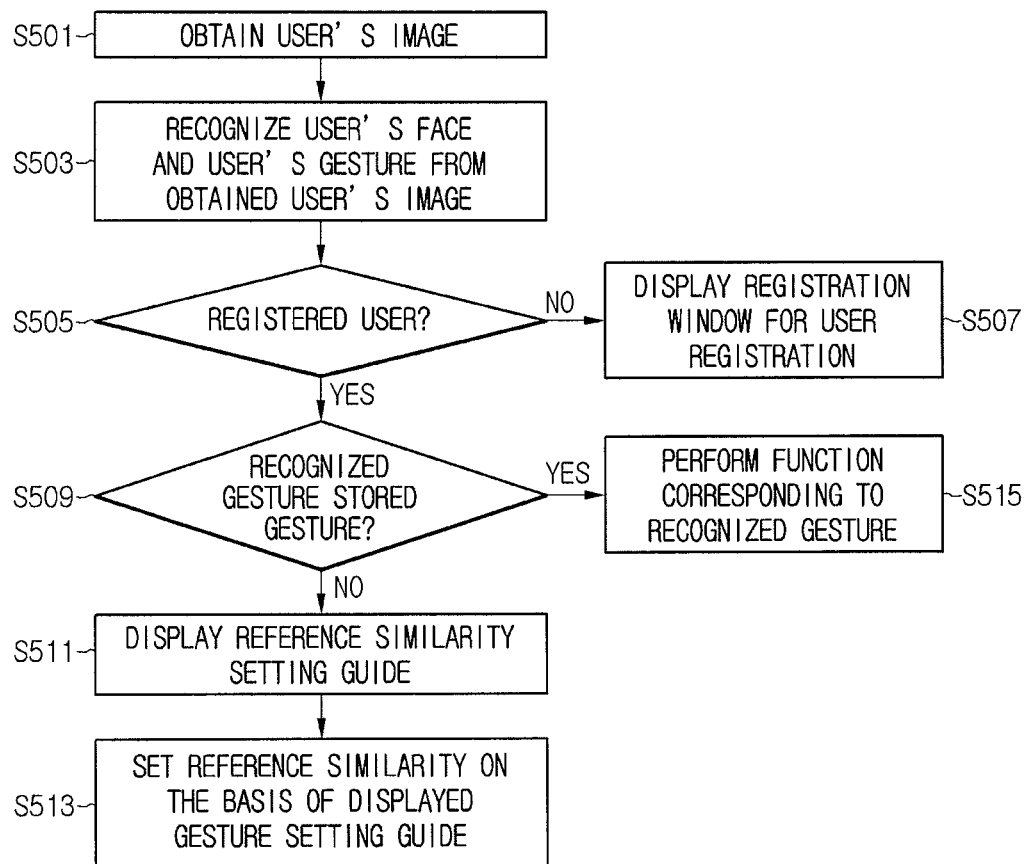 S501
OBTAIN USER'S IMAGE
S503
RECOGNIZE USER'S FACE
AND USER'S GESTURE FROM
OBTAINED USER'S IMAGE
S505
REGISTERED USER?
NO
DISPLAY REGISTRATION
WINDOW FOR USER
REGISTRATION
S507
YES
S509
RECOGNIZED
GESTURE STORED
GESTURE?
YES
PERFORM FUNCTION
CORRESPONDING TO
RECOGNIZED GESTURE
S515
NO
S511
DISPLAY REFERENCE SIMILARITY
SETTING GUIDE
S513
SET REFERENCE SIMILARITY ON
THE BASIS OF DISPLAYED
GESTURE SETTING GUIDE